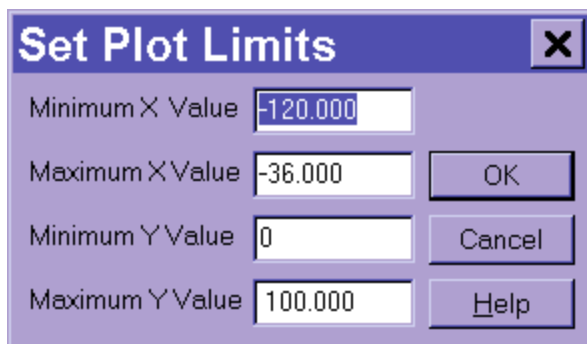 Set Plot Limits
Minimum X Value -120.000
Maximum X Value -36.000 OK
Minimum Y Value 0 Cancel
Maximum Y Value 100.000 Help